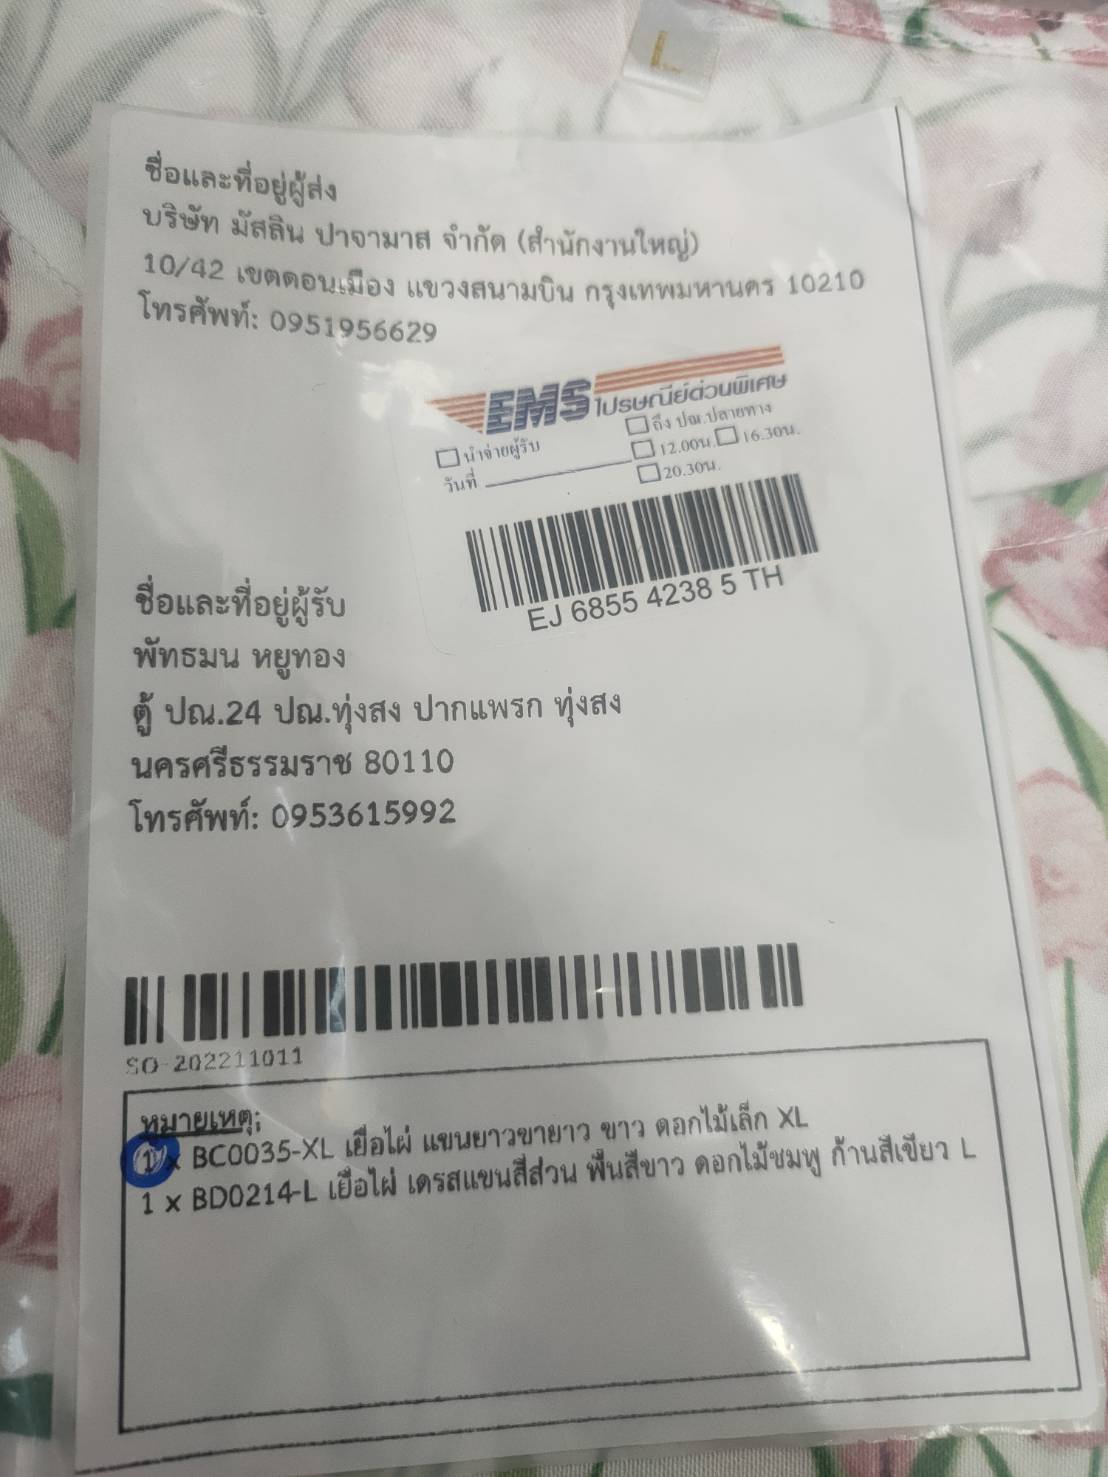 L
ชื่อและที่อยู่ผู้ส่ง
บริษัท มัสลิน ปาจามาส จำกัด (สำนักงานใหญ่)
10/42 เขตดอนเมือง แขวงสนามบิน กรุงเทพมหานคร 10210
โทรศัพท์: 0951956629
EMS ไปรษณีย์ด่วนพิเศษ
นำจ่ายผู้รับ ถึง ปณ.ปลายทาง
วันที่ 12.00น. 16.30น.
20.30น.
EJ 6855 4238 5 TH
ชื่อและที่อยู่ผู้รับ
พัทธมน หยูทอง
ตู้ ปณ.24 ปณ.ทุ่งสง ปากแพรก ทุ่งสง
นครศรีธรรมราช 80110
โทรศัพท์: 0953615992
SO-202211011
หมายเหตุ:
1 x BC0035-XL เยื่อไผ่ แขนยาวขายาว ขาว ดอกไม้เล็ก XL
1 x BD0214-L เยื่อไผ่ เดรสแขนสี่ส่วน พื้นสีขาว ดอกไม้ชมพู ก้านสีเขียว L